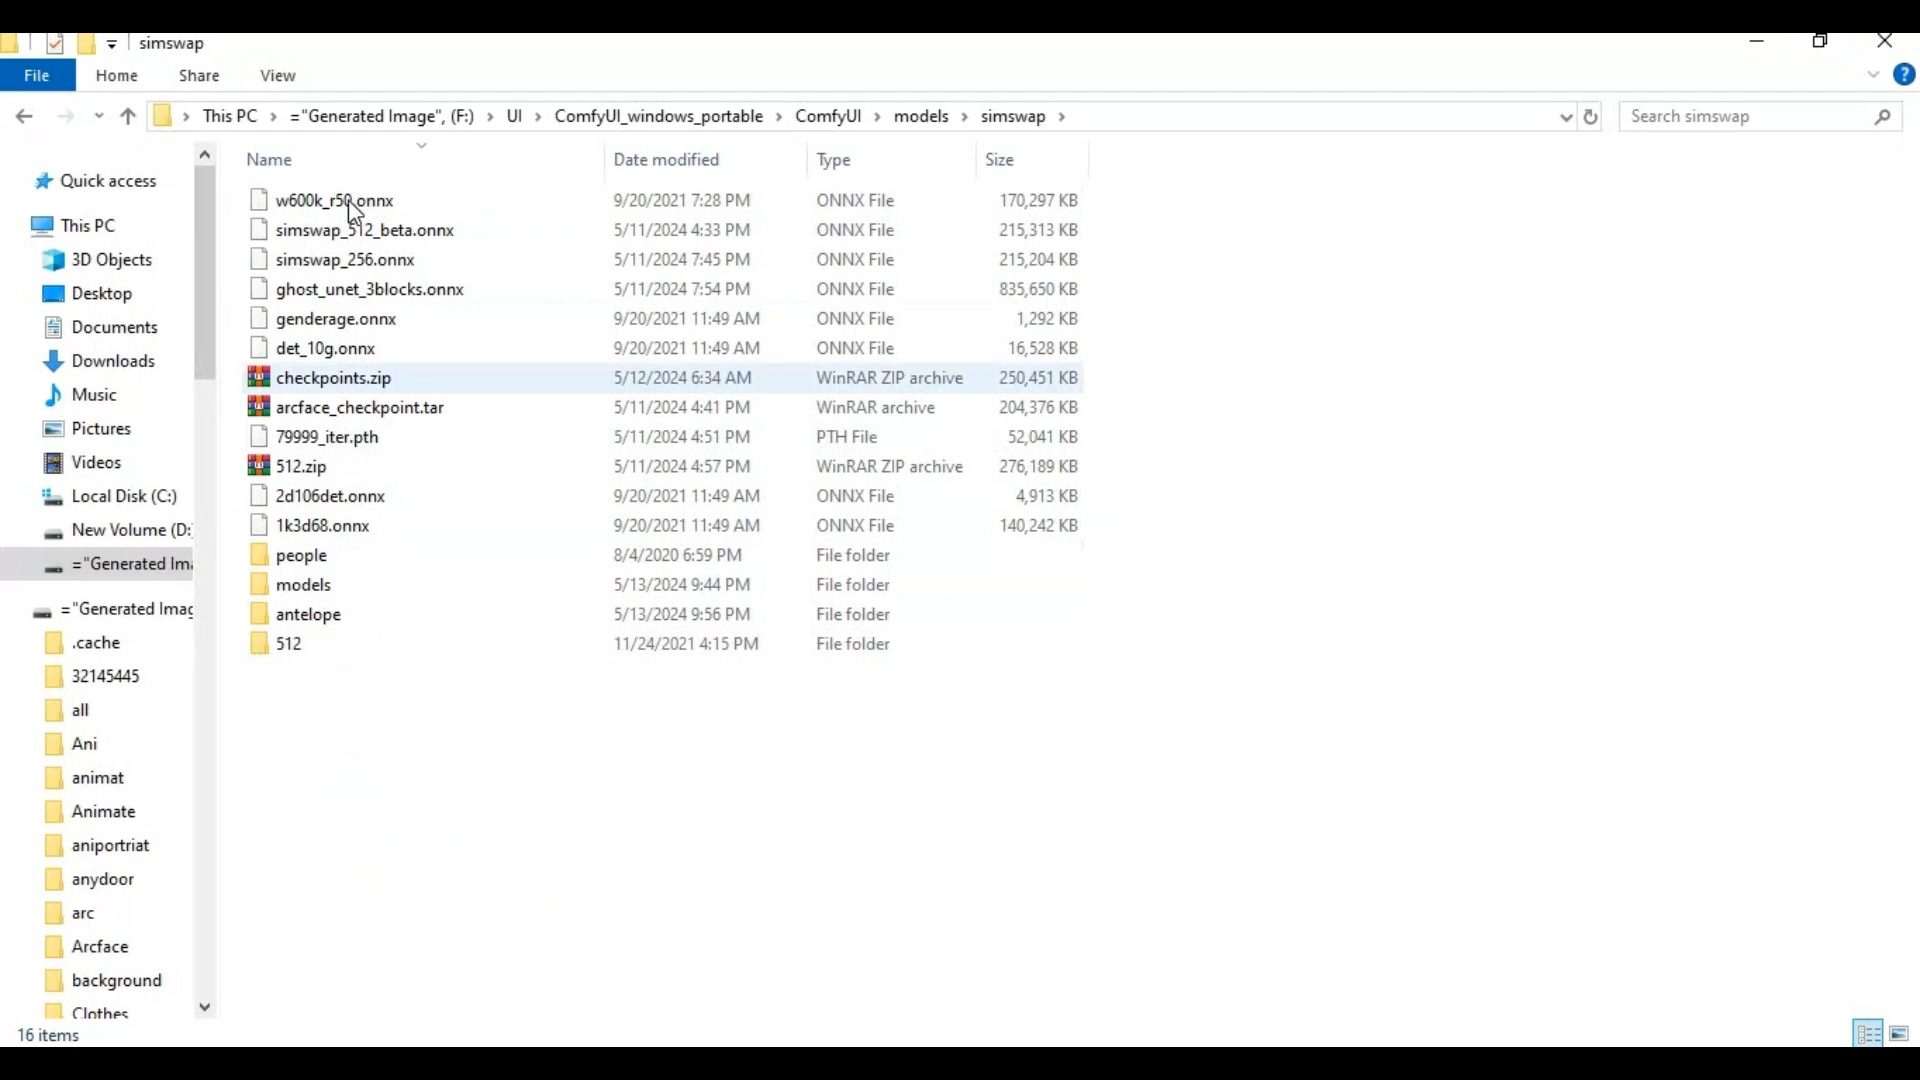 simswap
File Home Share View
This PC > ="Generated Image", (F:) > UI > ComfyUI_windows_portable > ComfyUI > models > simswap >
Search simswap
Quick access
This PC
3D Objects
Desktop
Documents
Downloads
Music
Pictures
Videos
Local Disk (C:)
New Volume (D:
="Generated Ima
="Generated Imag
.cache
32145445
all
Ani
animat
Animate
aniportriat
anydoor
arc
Arcface
background
Clothes
Name Date modified Type Size
w600k_r50.onnx 9/20/2021 7:28 PM ONNX File 170,297 KB
simswap_512_beta.onnx 5/11/2024 4:33 PM ONNX File 215,313 KB
simswap_256.onnx 5/11/2024 7:45 PM ONNX File 215,204 KB
ghost_unet_3blocks.onnx 5/11/2024 7:54 PM ONNX File 835,650 KB
genderage.onnx 9/20/2021 11:49 AM ONNX File 1,292 KB
det_10g.onnx 9/20/2021 11:49 AM ONNX File 16,528 KB
checkpoints.zip 5/12/2024 6:34 AM WinRAR ZIP archive 250,451 KB
arcface_checkpoint.tar 5/11/2024 4:41 PM WinRAR archive 204,376 KB
79999_iter.pth 5/11/2024 4:51 PM PTH File 52,041 KB
512.zip 5/11/2024 4:57 PM WinRAR ZIP archive 276,189 KB
2d106det.onnx 9/20/2021 11:49 AM ONNX File 4,913 KB
1k3d68.onnx 9/20/2021 11:49 AM ONNX File 140,242 KB
people 8/4/2020 6:59 PM File folder
models 5/13/2024 9:44 PM File folder
antelope 5/13/2024 9:56 PM File folder
512 11/24/2021 4:15 PM File folder
16 items